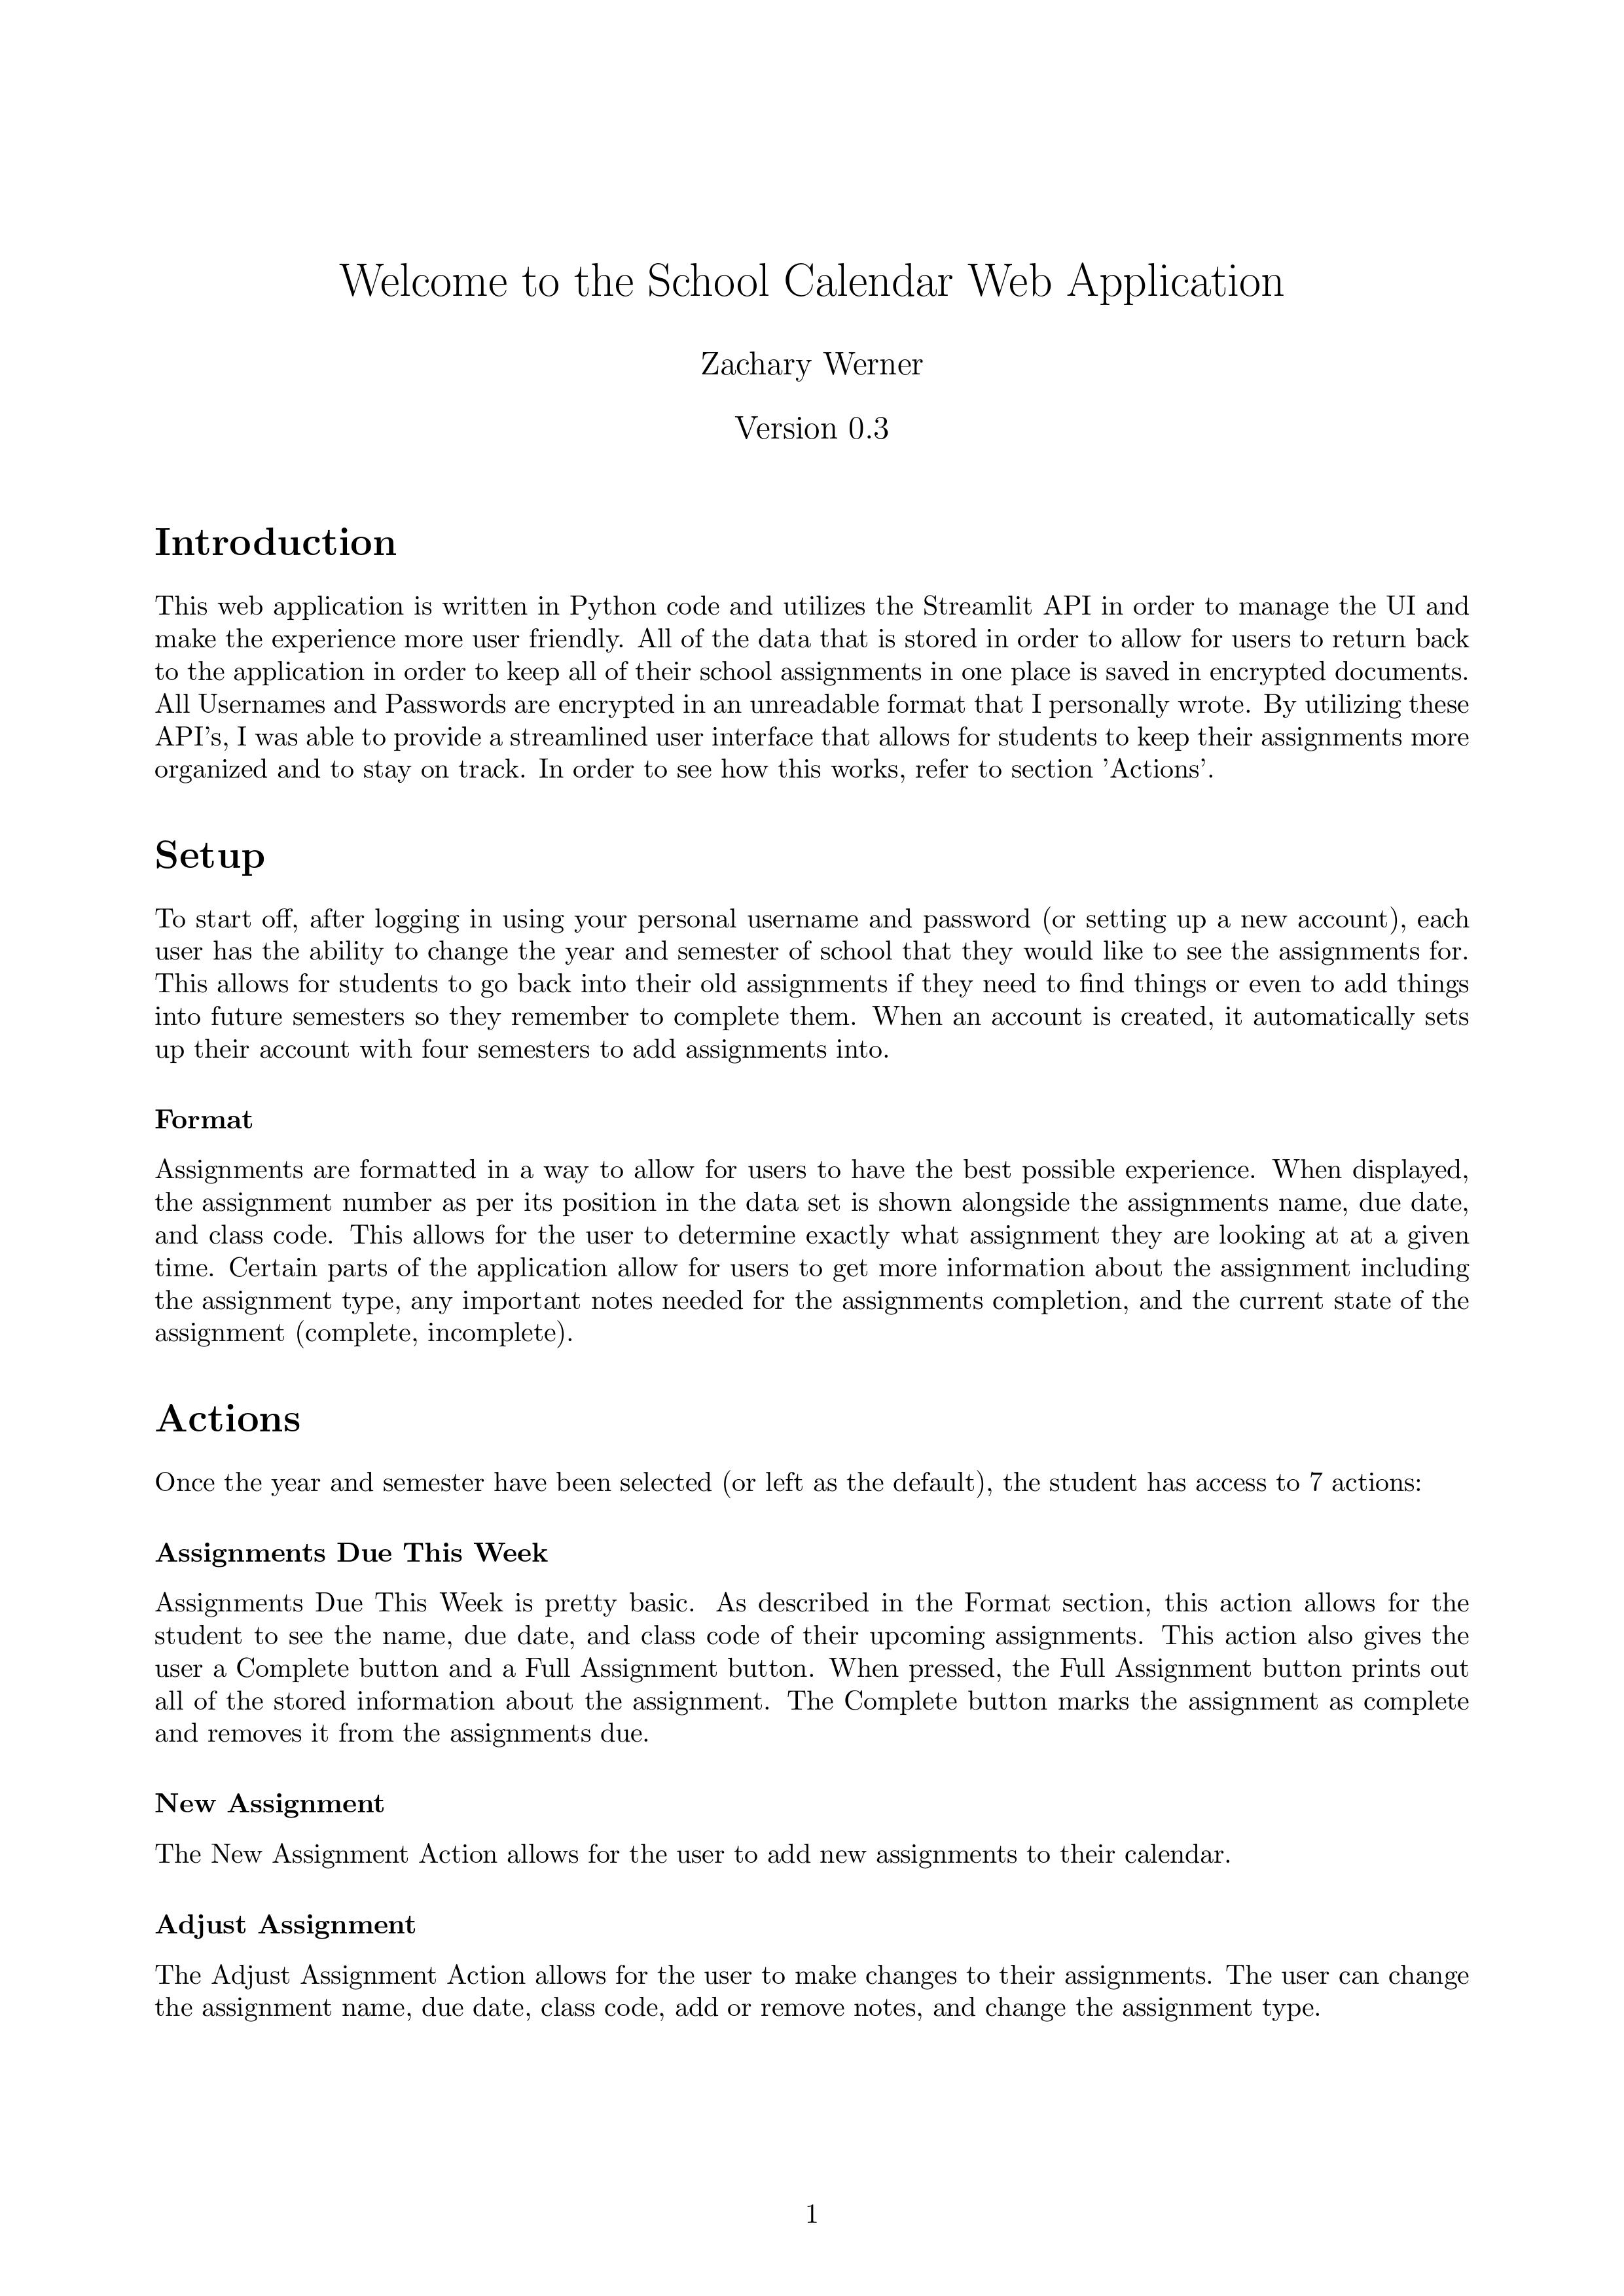 Welcome to the School Calendar Web Application
Zachary Werner
Version 0.3
Introduction
This web application is written in Python code and utilizes the Streamlit API in order to manage the UI and
make the experience more user friendly. All of the data that is stored in order to allow for users to return back
to the application in order to keep all of their school assignments in one place is saved in encrypted documents.
All Usernames and Passwords are encrypted in an unreadable format that I personally wrote. By utilizing these
API's, I was able to provide a streamlined user interface that allows for students to keep their assignments more
organized and to stay on track. In order to see how this works, refer to section 'Actions'.
Setup
To start off, after logging in using your personal username and password (or setting up a new account), each
user has the ability to change the year and semester of school that they would like to see the assignments for.
This allows for students to go back into their old assignments if they need to find things or even to add things
into future semesters so they remember to complete them. When an account is created, it automatically sets
up their account with four semesters to add assignments into.
Format
Assignments are formatted in a way to allow for users to have the best possible experience. When displayed,
the assignment number as per its position in the data set is shown alongside the assignments name, due date,
and class code. This allows for the user to determine exactly what assignment they are looking at at a given
time. Certain parts of the application allow for users to get more information about the assignment including
the assignment type, any important notes needed for the assignments completion, and the current state of the
assignment (complete, incomplete).
Actions
Once the year and semester have been selected (or left as the default), the student has access to 7 actions:
Assignments Due This Week
Assignments Due This Week is pretty basic. As described in the Format section, this action allows for the
student to see the name, due date, and class code of their upcoming assignments. This action also gives the
user a Complete button and a Full Assignment button. When pressed, the Full Assignment button prints out
all of the stored information about the assignment. The Complete button marks the assignment as complete
and removes it from the assignments due.
New Assignment
The New Assignment Action allows for the user to add new assignments to their calendar.
Adjust Assignment
The Adjust Assignment Action allows for the user to make changes to their assignments. The user can change
the assignment name, due date, class code, add or remove notes, and change the assignment type.
1